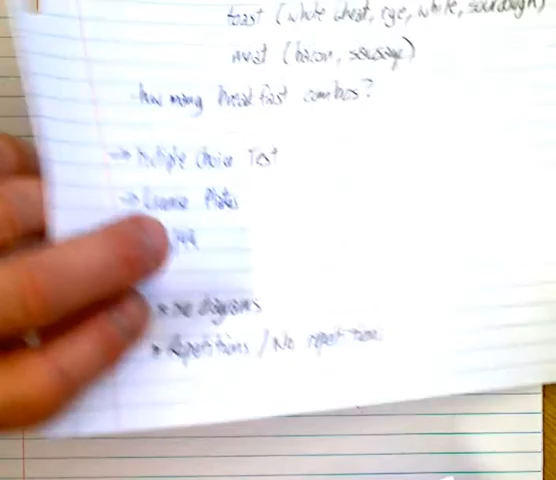 toast (whole wheat, rye, white, sourdough)
meat (bacon, sausage)
how many breakfast combos?
→ Multiple Choice Test
→ License Plates
tree diagrams
Repetitions / No repetitions